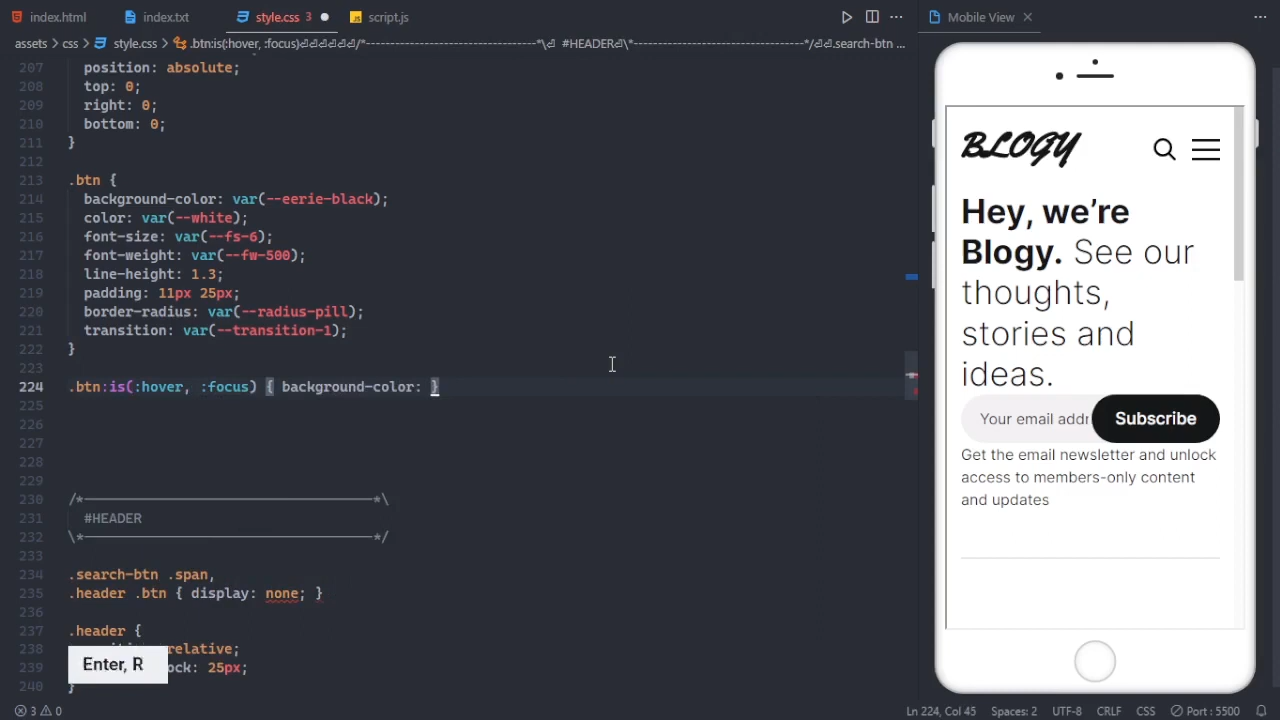 index.html
index.txt
style.css 3
script.js
Mobile View
assets > css > style.css > .btn:is(:hover, :focus)⏎⏎⏎⏎⏎⏎/*-----------------------------------*\⏎  #HEADER⏎\*-----------------------------------*/⏎⏎.search-btn ...
207 position: absolute;
208 top: 0;
209 right: 0;
210 bottom: 0;
211 }
212
213 .btn {
214 background-color: var(--eerie-black);
215 color: var(--white);
216 font-size: var(--fs-6);
217 font-weight: var(--fw-500);
218 line-height: 1.3;
219 padding: 11px 25px;
220 border-radius: var(--radius-pill);
221 transition: var(--transition-1);
222 }
223
224 .btn:is(:hover, :focus) { background-color: }
225
226
227
228
229
230 /*-----------------------------------*\
231 #HEADER
232 \*-----------------------------------*/
233
234 .search-btn .span,
235 .header .btn { display: none; }
236
237 .header {
238 relative;
239 25px;
240 }
Enter, R
BLOGY
Hey, we're
Blogy. See our
thoughts,
stories and
ideas.
Your email addr
Subscribe
Get the email newsletter and unlock
access to members-only content
and updates
3 0
Ln 224, Col 45
Spaces: 2
UTF-8
CRLF
CSS
Port : 5500